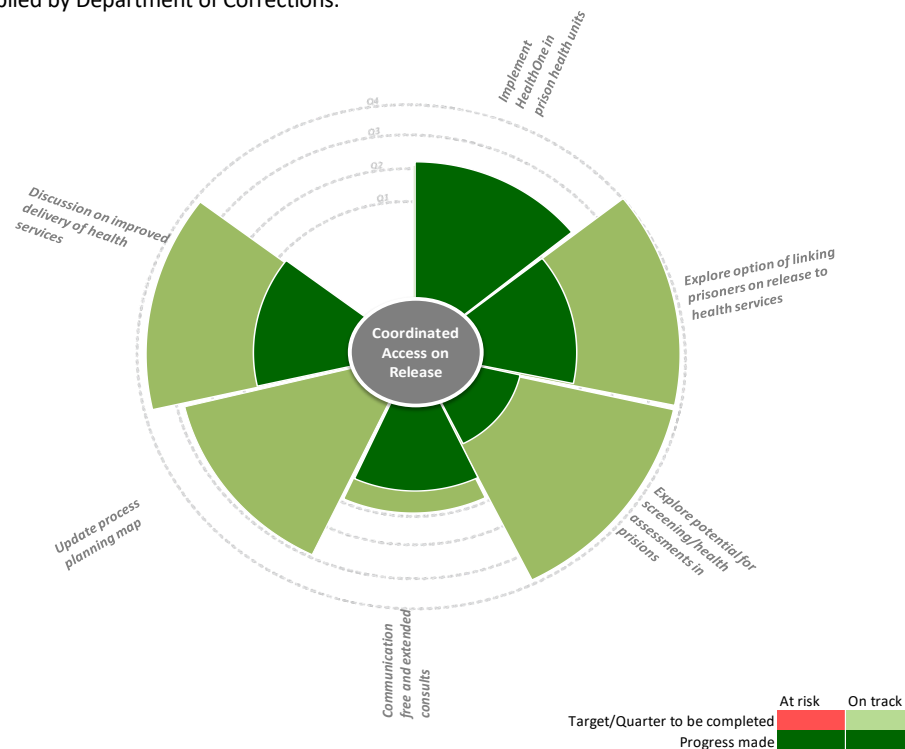 plied by Department of Corrections.
Implement
HealthOne in
prison health units
Q4
Q3
Q2
Q1
Discussion on improved
delivery of health
services
Explore option of linking
prisoners on release to
health services
Coordinated
Access on
Release
Explore potential for
screening/health
assessments in
prisions
Update process
planning map
Communication
free and extended
consults
At risk On track
Target/Quarter to be completed
Progress made